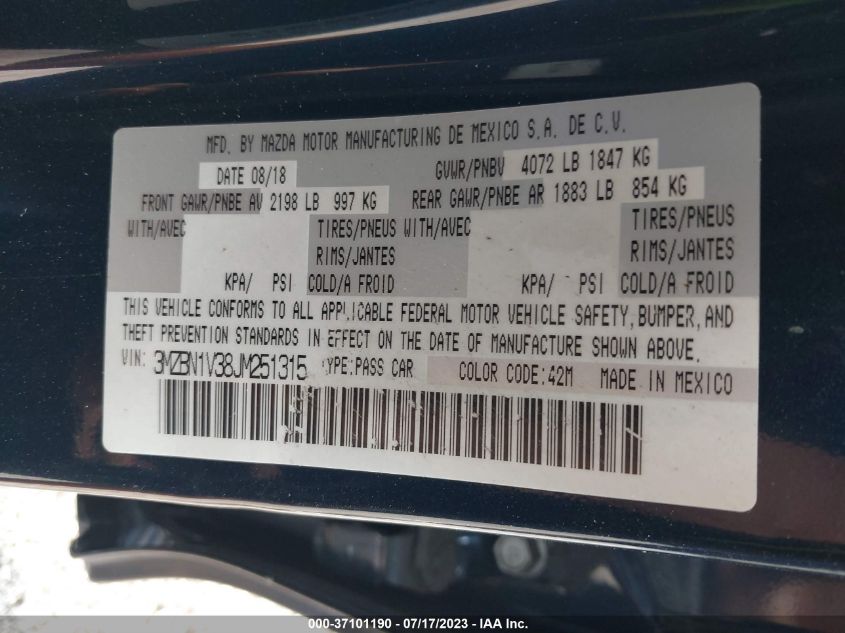 MFD. BY MAZDA MOTOR MANUFACTURING DE MEXICO S.A. DE C.V.
DATE 08/18 GVWR/PNBV 4072 LB 1847 KG
FRONT GAWR/PNBE AV 2198 LB 997 KG REAR GAWR/PNBE AR 1883 LB 854 KG
WITH/AVEC TIRES/PNEUS WITH/AVEC TIRES/PNEUS
RIMS/JANTES RIMS/JANTES
KPA/ PSI COLD/A FROID KPA/ PSI COLD/A FROID
THIS VEHICLE CONFORMS TO ALL APPLICABLE FEDERAL MOTOR VEHICLE SAFETY, BUMPER, AND
THEFT PREVENTION STANDARDS IN EFFECT ON THE DATE OF MANUFACTURE SHOWN ABOVE.
VIN: 3MZBN1V38JM251315 TYPE:PASS CAR COLOR CODE:42M MADE IN MEXICO
000-37101190 - 07/17/2023 - IAA Inc.